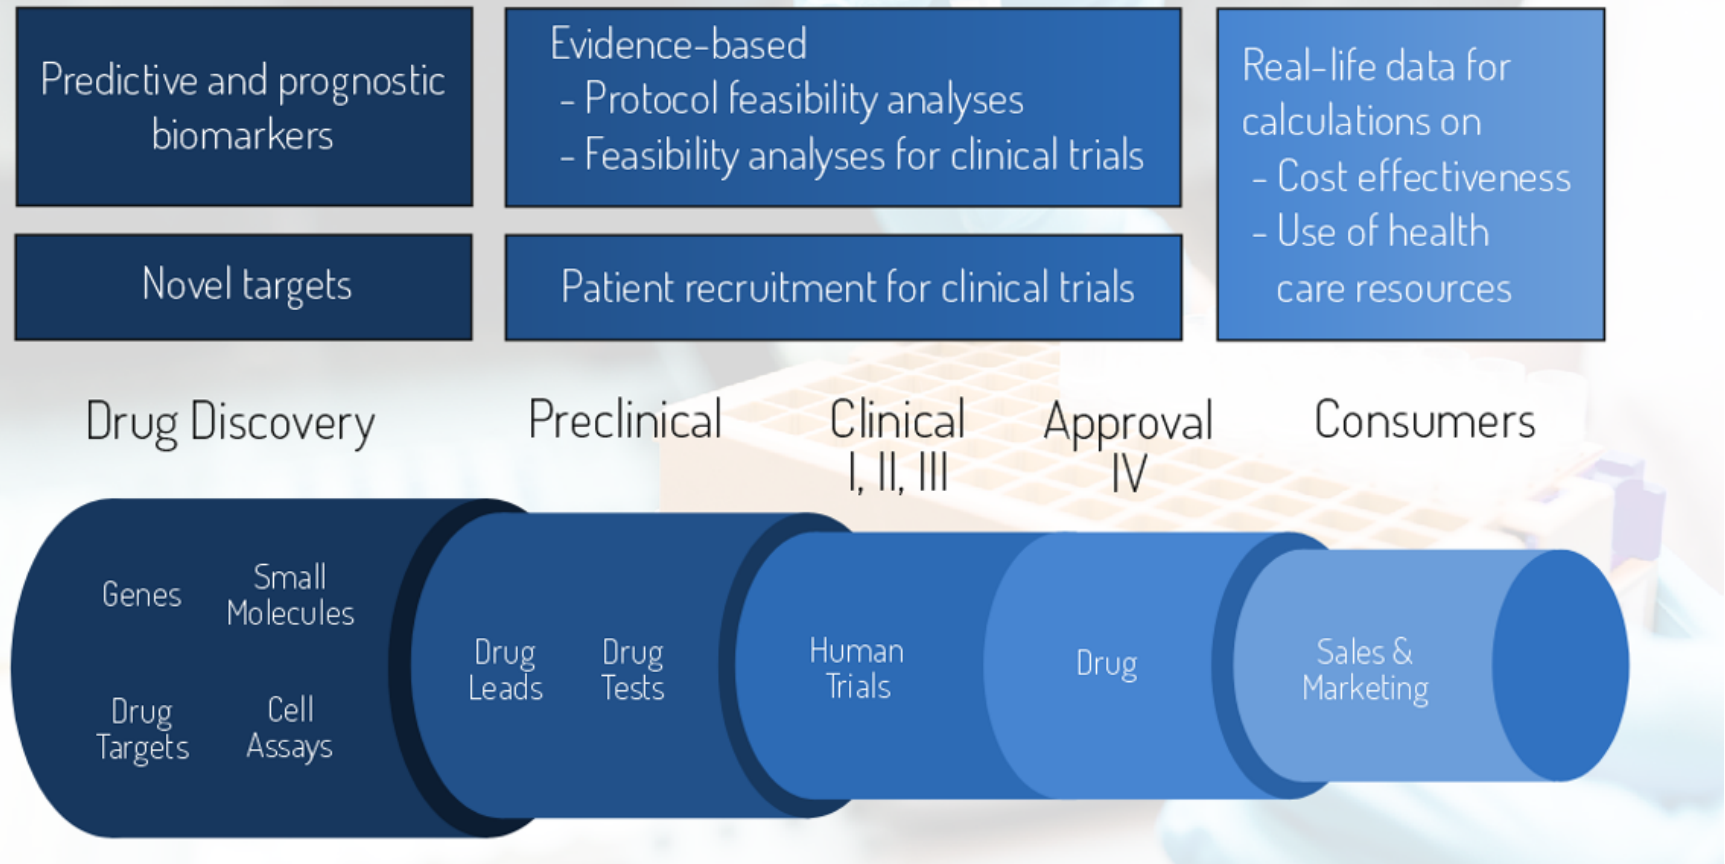 Predictive and prognostic
biomarkers
Novel targets
Evidence-based
- Protocol feasibility analyses
- Feasibility analyses for clinical trials
Patient recruitment for clinical trials
Real-life data for
calculations on
- Cost effectiveness
- Use of health
care resources
Drug Discovery
Preclinical
Clinical
I, II, III
Approval
IV
Consumers
Genes
Small
Molecules
Drug
Targets
Cell
Assays
Drug
Leads
Drug
Tests
Human
Trials
Drug
Sales &
Marketing